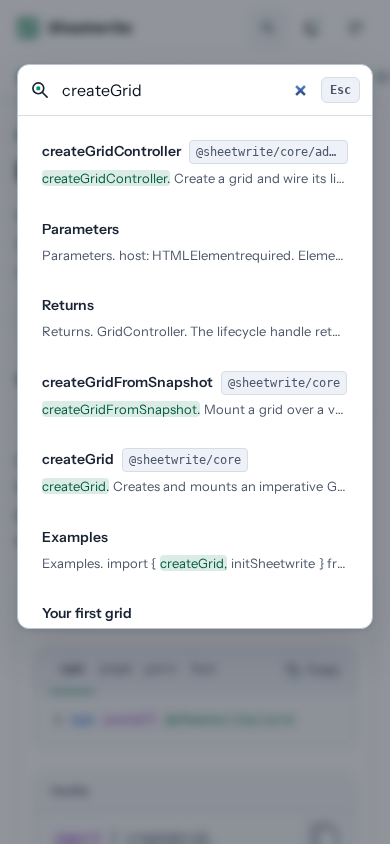 Sheetwrite
createGrid
Esc
createGridController @sheetwrite/core/ad…
createGridController. Create a grid and wire its li…
Parameters
Parameters. host: HTMLElementrequired. Eleme…
Returns
Returns. GridController. The lifecycle handle ret…
createGridFromSnapshot @sheetwrite/core
createGridFromSnapshot. Mount a grid over a v…
createGrid @sheetwrite/core
createGrid. Creates and mounts an imperative G…
Examples
Examples. import { createGrid, initSheetwrite } fr…
Your first grid
Copy